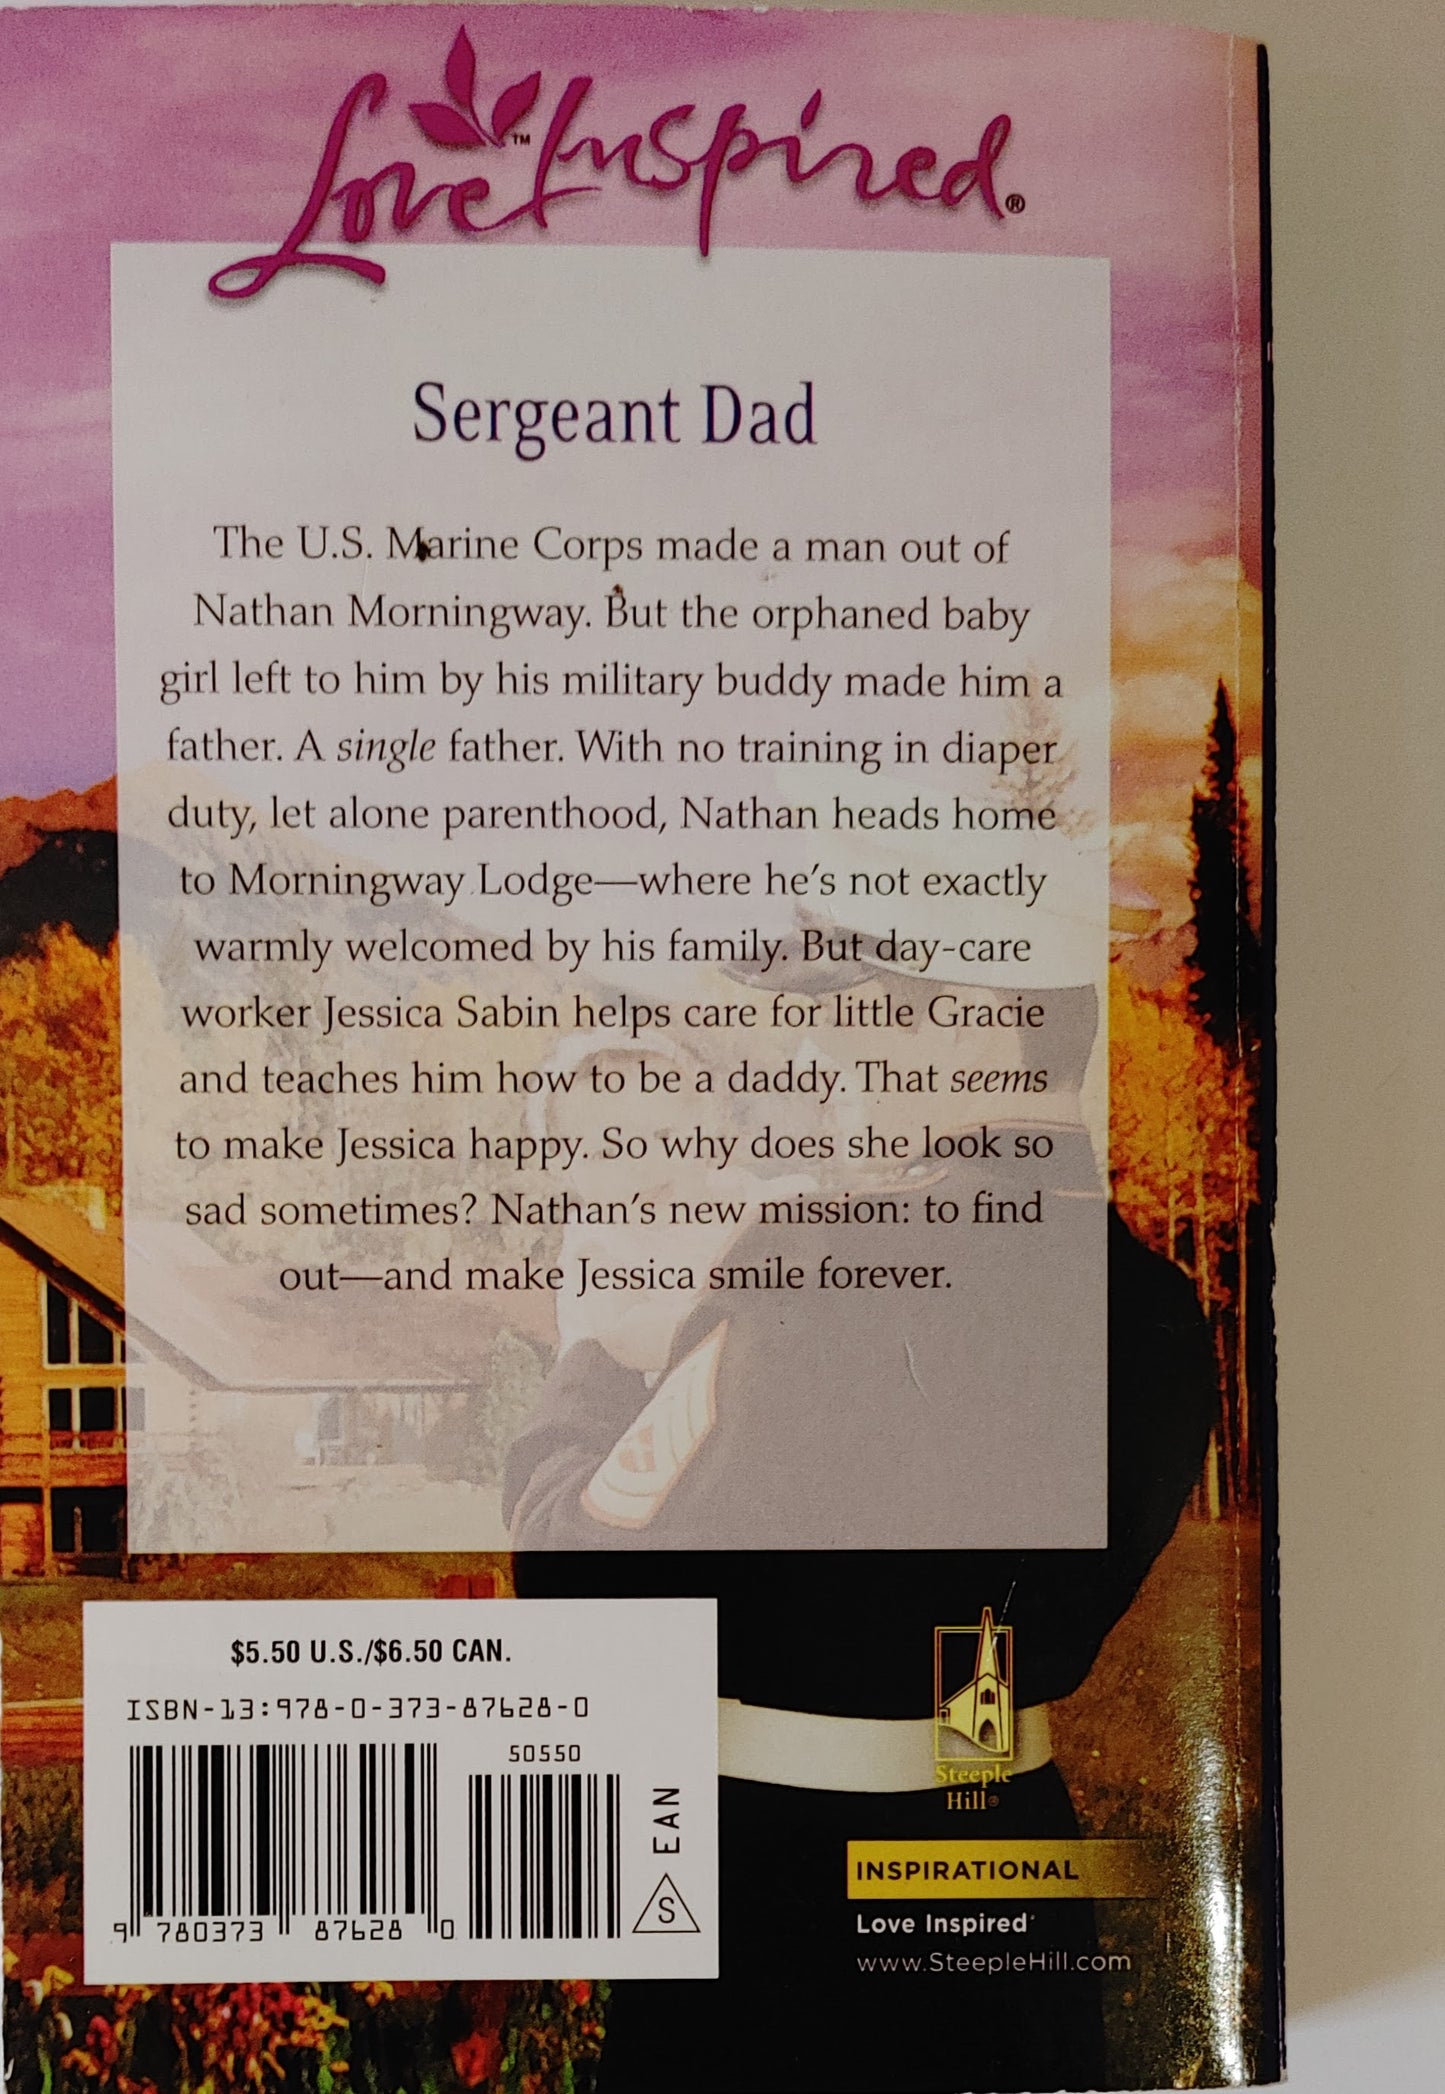 Love Inspired®
™
Sergeant Dad
The U.S. Marine Corps made a man out of
Nathan Morningway. But the orphaned baby
girl left to him by his military buddy made him a
father. A single father. With no training in diaper
duty, let alone parenthood, Nathan heads home
to Morningway Lodge—where he's not exactly
warmly welcomed by his family. But day-care
worker Jessica Sabin helps care for little Gracie
and teaches him how to be a daddy. That seems
to make Jessica happy. So why does she look so
sad sometimes? Nathan's new mission: to find
out—and make Jessica smile forever.
$5.50 U.S./$6.50 CAN.
ISBN-13:978-0-373-87628-0
50550
9 780373 87628 0
EAN
S
Steeple
Hill®
INSPIRATIONAL
Love Inspired®
www.SteepleHill.com